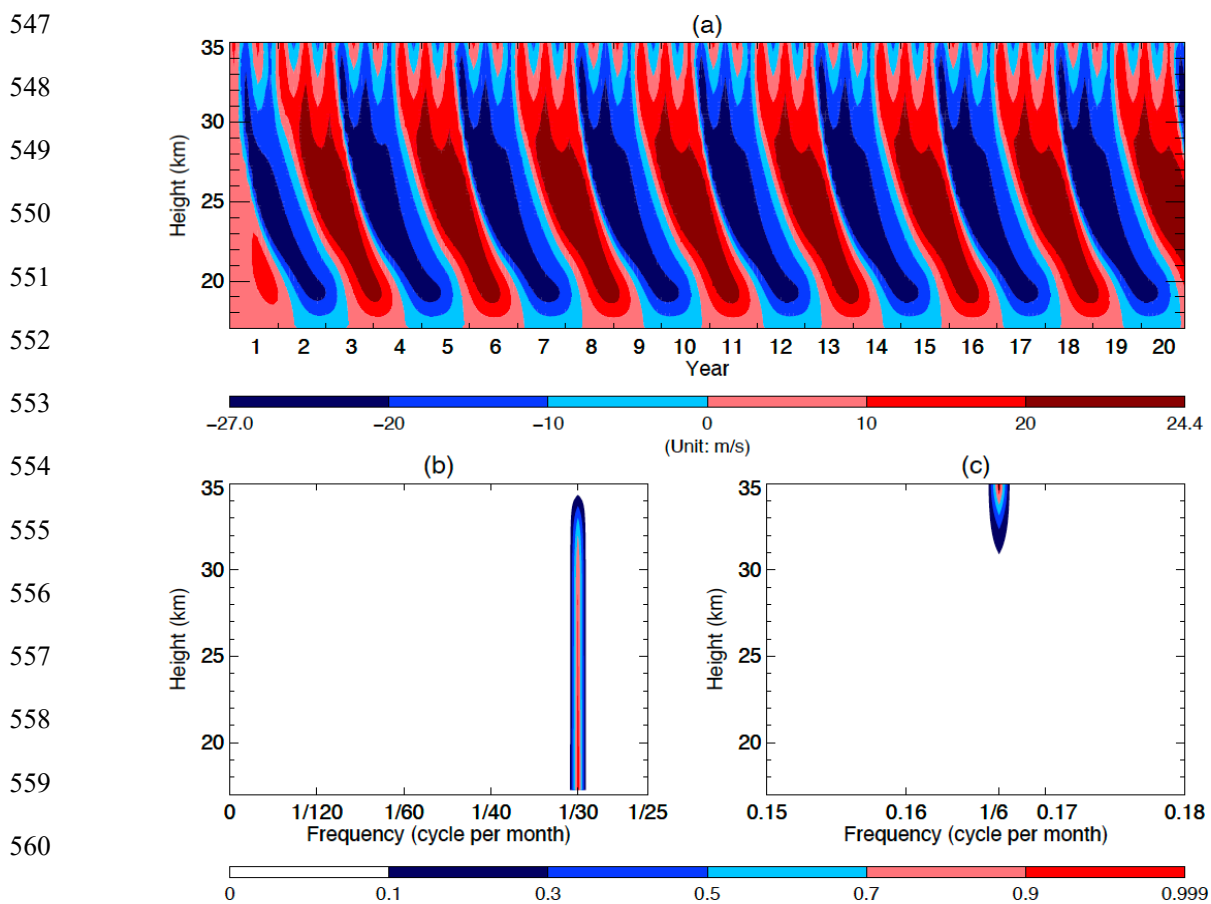 547
548
549
550
551
552
553
554
555
556
557
558
559
560
(a)
35
30
25
20
Height (km)
1 2 3 4 5 6 7 8 9 10 11 12 13 14 15 16 17 18 19 20
Year
−27.0 −20 −10 0 10 20 24.4
(Unit: m/s)
(b)
35
30
25
20
Height (km)
0 1/120 1/60 1/40 1/30 1/25
Frequency (cycle per month)
(c)
35
30
25
20
Height (km)
0.15 0.16 1/6 0.17 0.18
Frequency (cycle per month)
0 0.1 0.3 0.5 0.7 0.9 0.999